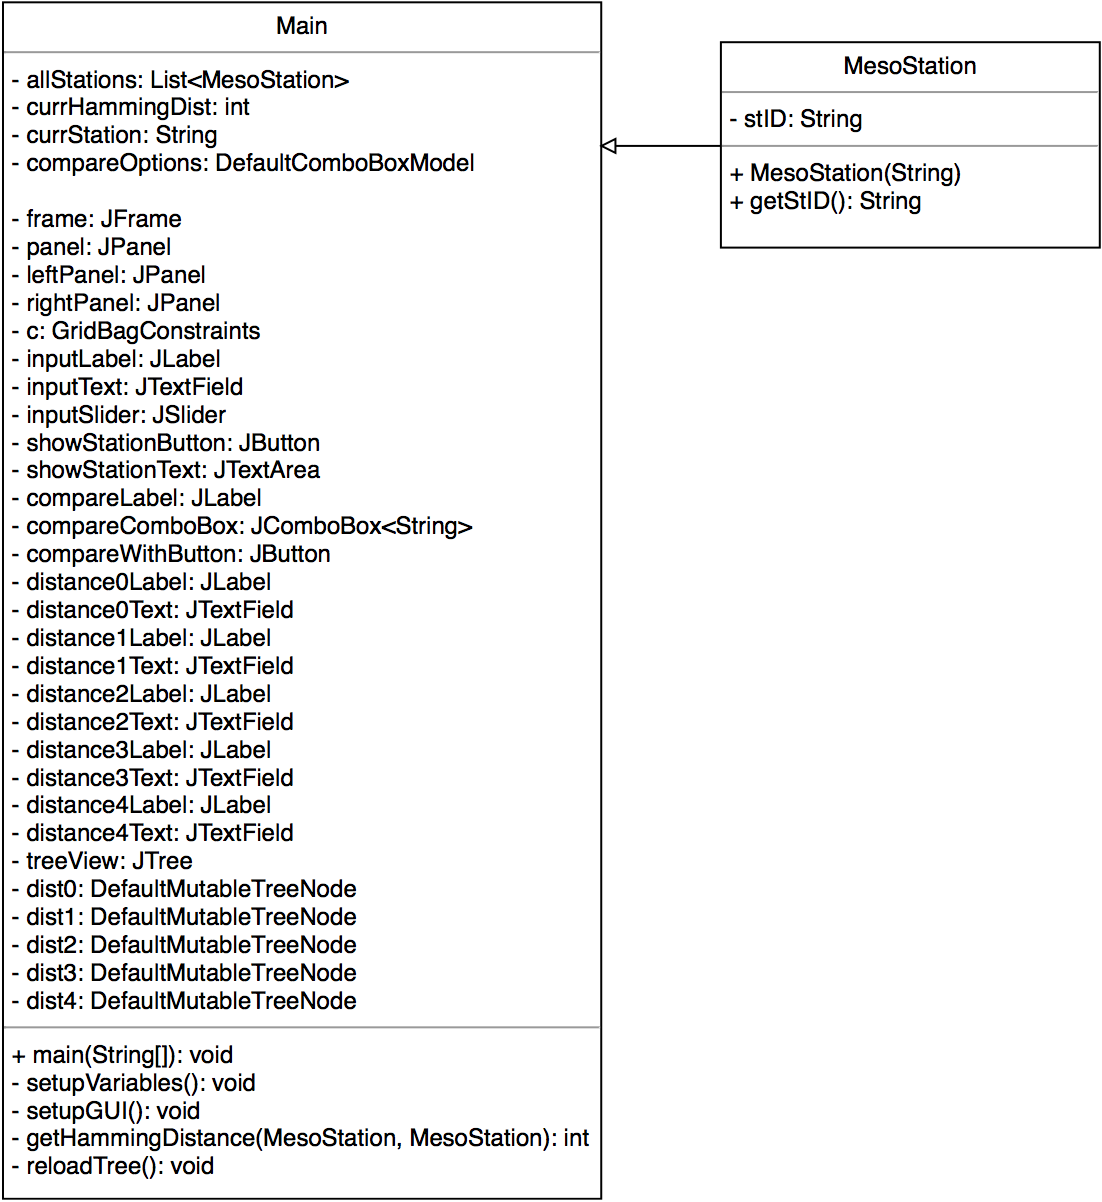 Main
- allStations: List<MesoStation>
- currHammingDist: int
- currStation: String
- compareOptions: DefaultComboBoxModel
- frame: JFrame
- panel: JPanel
- leftPanel: JPanel
- rightPanel: JPanel
- c: GridBagConstraints
- inputLabel: JLabel
- inputText: JTextField
- inputSlider: JSlider
- showStationButton: JButton
- showStationText: JTextArea
- compareLabel: JLabel
- compareComboBox: JComboBox<String>
- compareWithButton: JButton
- distance0Label: JLabel
- distance0Text: JTextField
- distance1Label: JLabel
- distance1Text: JTextField
- distance2Label: JLabel
- distance2Text: JTextField
- distance3Label: JLabel
- distance3Text: JTextField
- distance4Label: JLabel
- distance4Text: JTextField
- treeView: JTree
- dist0: DefaultMutableTreeNode
- dist1: DefaultMutableTreeNode
- dist2: DefaultMutableTreeNode
- dist3: DefaultMutableTreeNode
- dist4: DefaultMutableTreeNode
+ main(String[]): void
- setupVariables(): void
- setupGUI(): void
- getHammingDistance(MesoStation, MesoStation): int
- reloadTree(): void
MesoStation
- stID: String
+ MesoStation(String)
+ getStID(): String